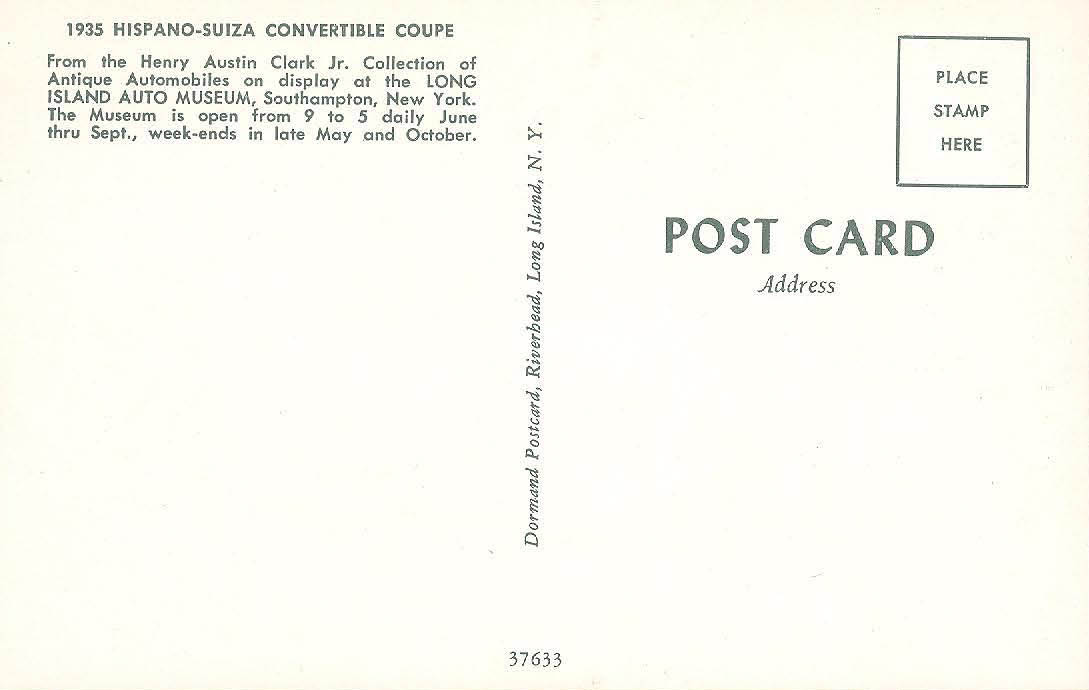 1935 HISPANO-SUIZA CONVERTIBLE COUPE
From the Henry Austin Clark Jr. Collection of
Antique Automobiles on display at the LONG
ISLAND AUTO MUSEUM, Southampton, New York.
The Museum is open from 9 to 5 daily June
thru Sept., week-ends in late May and October.
Dormand Postcard, Riverhead, Long Island, N. Y.
PLACE
STAMP
HERE
POST CARD
Address
37633